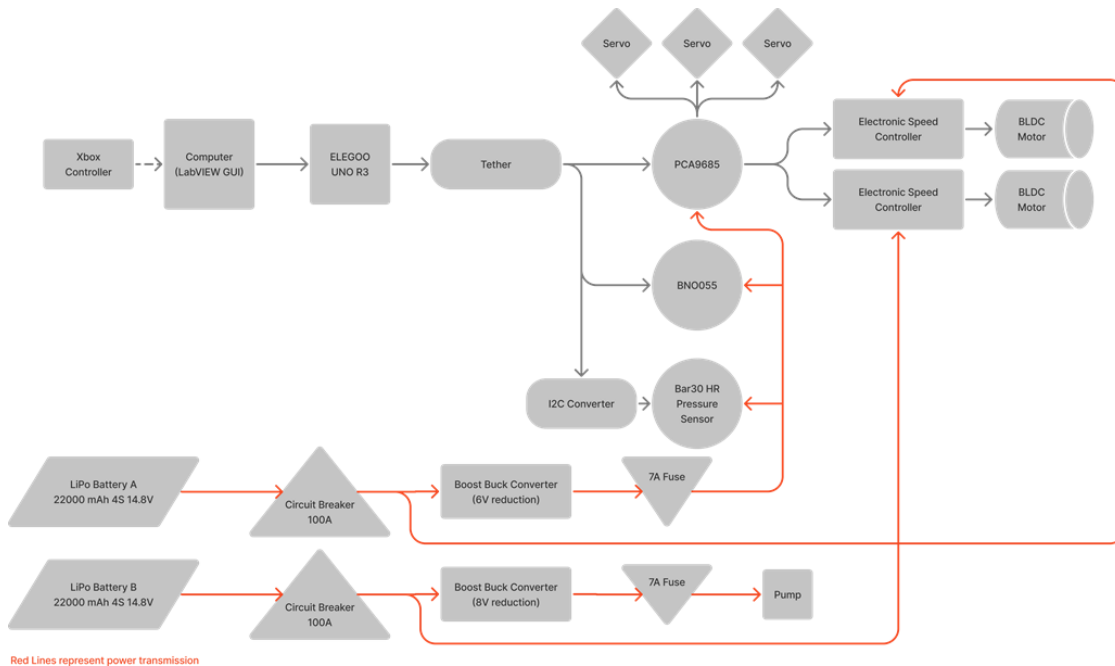 Servo
Servo
Servo
Xbox
Controller
Computer
(LabVIEW GUI)
ELEGOO
UNO R3
Tether
PCA9685
Electronic Speed
Controller
BLDC
Motor
Electronic Speed
Controller
BLDC
Motor
BNO055
I2C Converter
Bar30 HR
Pressure
Sensor
LiPo Battery A
22000 mAh 4S 14.8V
Circuit Breaker
100A
Boost Buck Converter
(6V reduction)
7A Fuse
LiPo Battery B
22000 mAh 4S 14.8V
Circuit Breaker
100A
Boost Buck Converter
(8V reduction)
7A Fuse
Pump
Red Lines represent power transmission